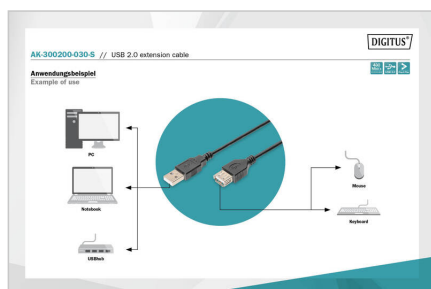 DIGITUS®
AK-300200-030-S // USB 2.0 extension cable
Anwendungsbeispiel
Example of use
PC
Notebook
USBHub
Mouse
Keyboard